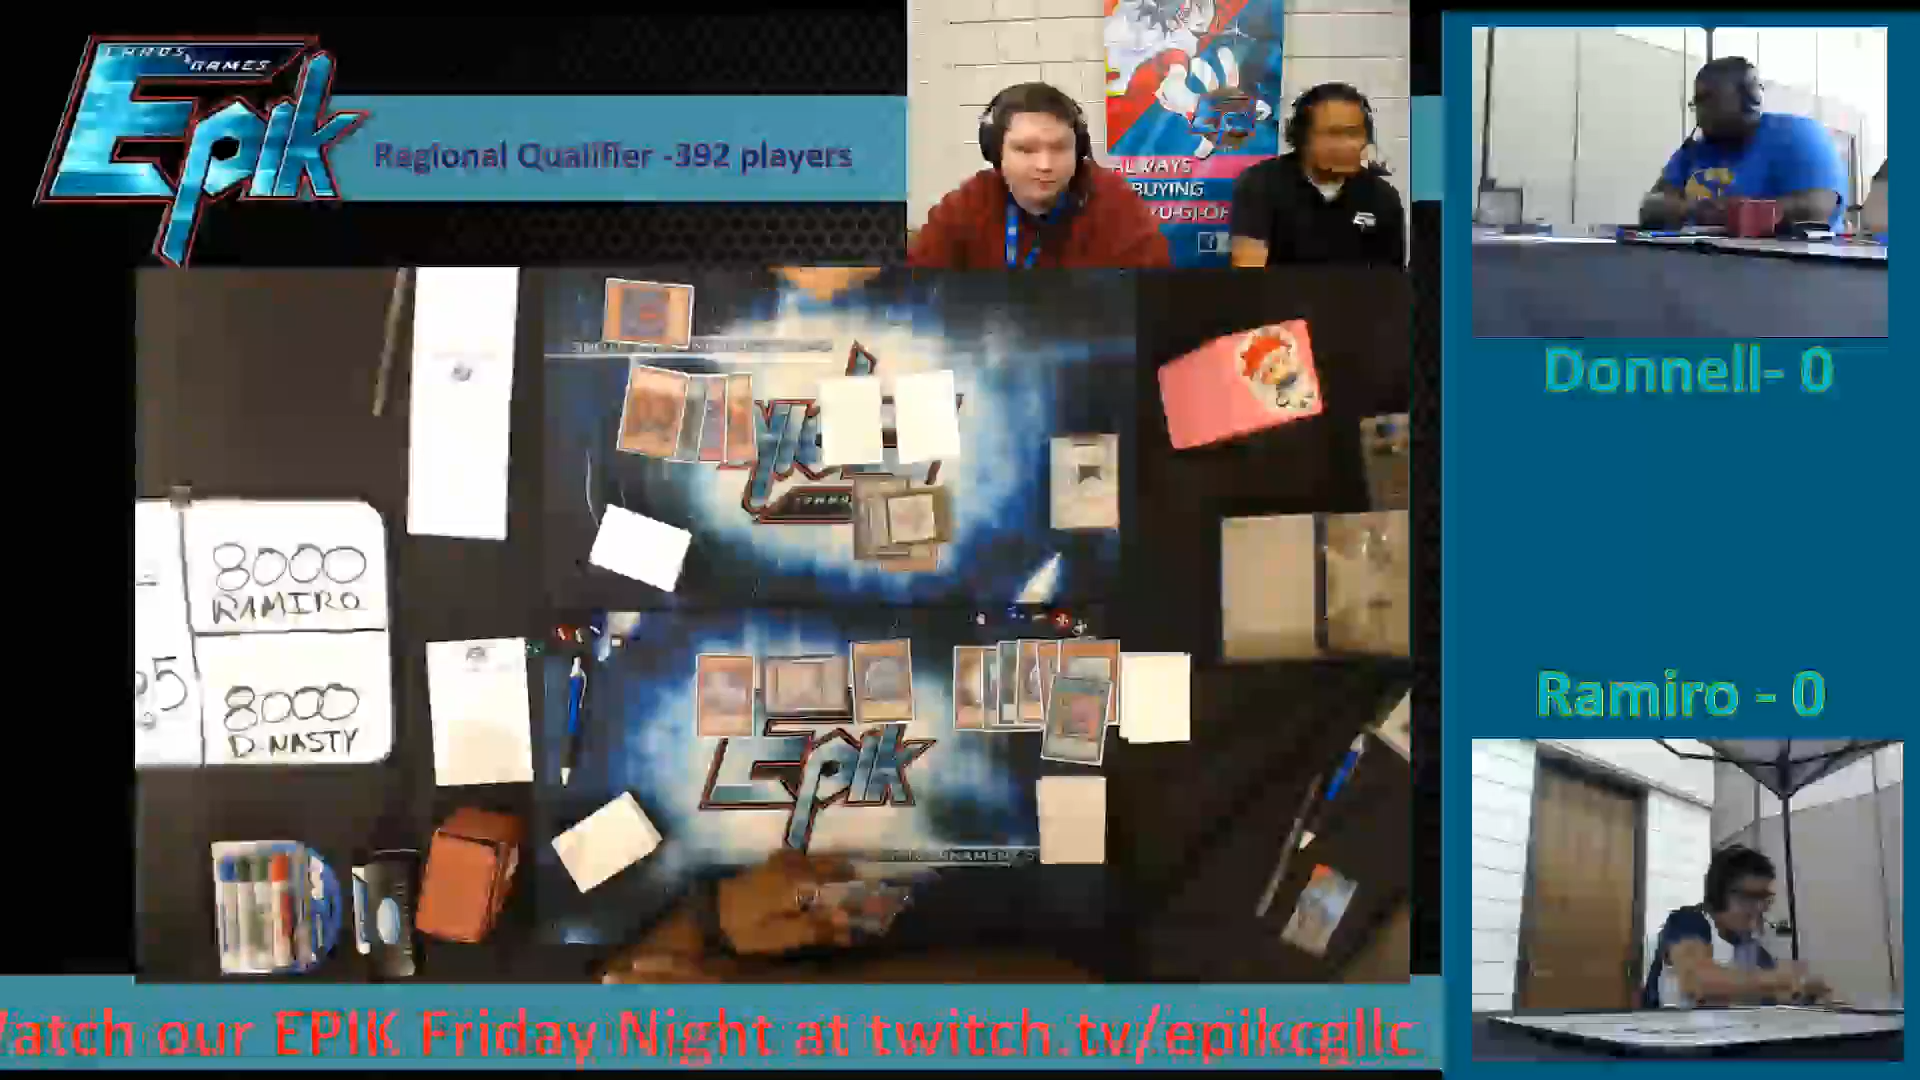 CHAOS GAMES
Epik
Regional Qualifier -392 players
ALWAYS
BUYING
YU-GI-OH
Donnell- 0
8000
RAMIRO
8000
D-NASTY
Epik
Ramiro - 0
Watch our EPIK Friday Night at twitch.tv/epikcgllc